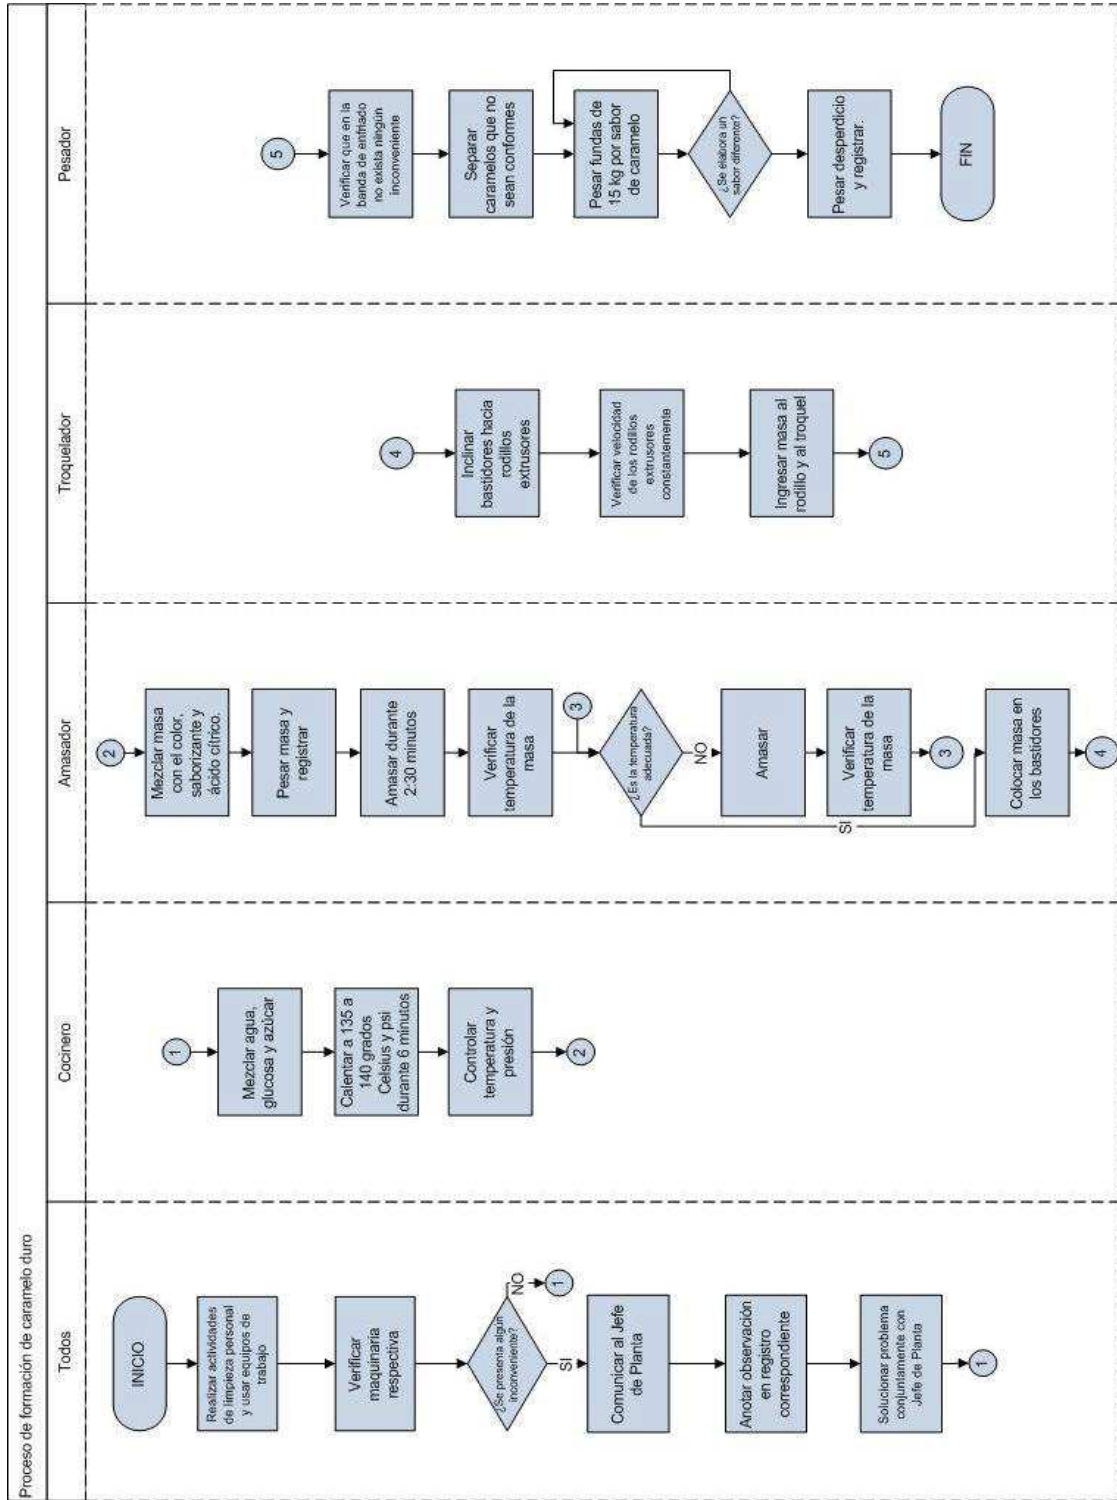 Proceso de formación de caramelo duro
Todos
INICIO
Realizar actividades
de limpieza personal
y usar equipos de
trabajo
Verificar
maquinaria
respectiva
¿Se presenta algún
inconveniente?
NO
1
SI
Comunicar al Jefe
de Planta
Anotar observación
en registro
correspondiente
Solucionar problema
conjuntamente con
Jefe de Planta
1
Cocinero
1
Mezclar agua,
glucosa y azúcar
Calentar a 135 a
140 grados
Celsius y psi
durante 6 minutos
Controlar
temperatura y
presión
2
Amasador
2
Mezclar masa
con el color,
saborizante y
ácido cítrico.
Pesar masa y
registrar
Amasar durante
2:30 minutos
Verificar
temperatura de la
masa
3
¿Es la temperatura
adecuada?
NO
Amasar
Verificar
temperatura de la
masa
3
SI
Colocar masa en
los bastidores
4
Troquelador
4
Inclinar
bastidores hacia
rodillos
extrusores
Verificar velocidad
de los rodillos
extrusores
constantemente
Ingresar masa al
rodillo y al troquel
5
Pesador
5
Verificar que en la
banda de enfriado
no exista ningún
inconveniente
Separar
caramelos que no
sean conformes
Pesar fundas de
15 kg por sabor
de caramelo
¿Se elabora un
sabor diferente?
Pesar desperdicio
y registrar.
FIN